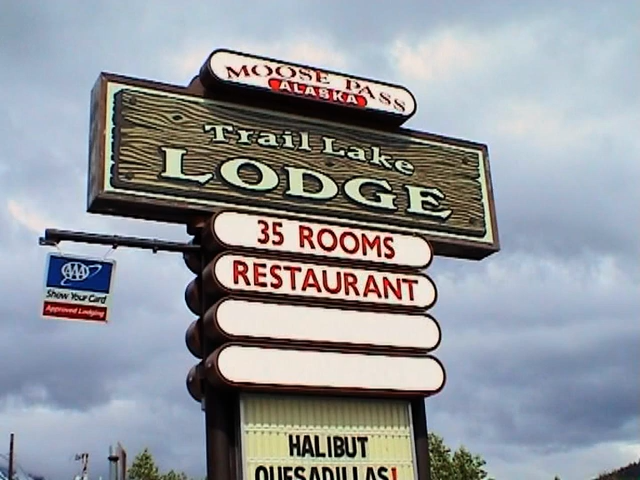 MOOSE PASS
ALASKA
Trail Lake
LODGE
35 ROOMS
RESTAURANT
AAA
Show Your Card
Approved Lodging
HALIBUT
QUESADILLAS!